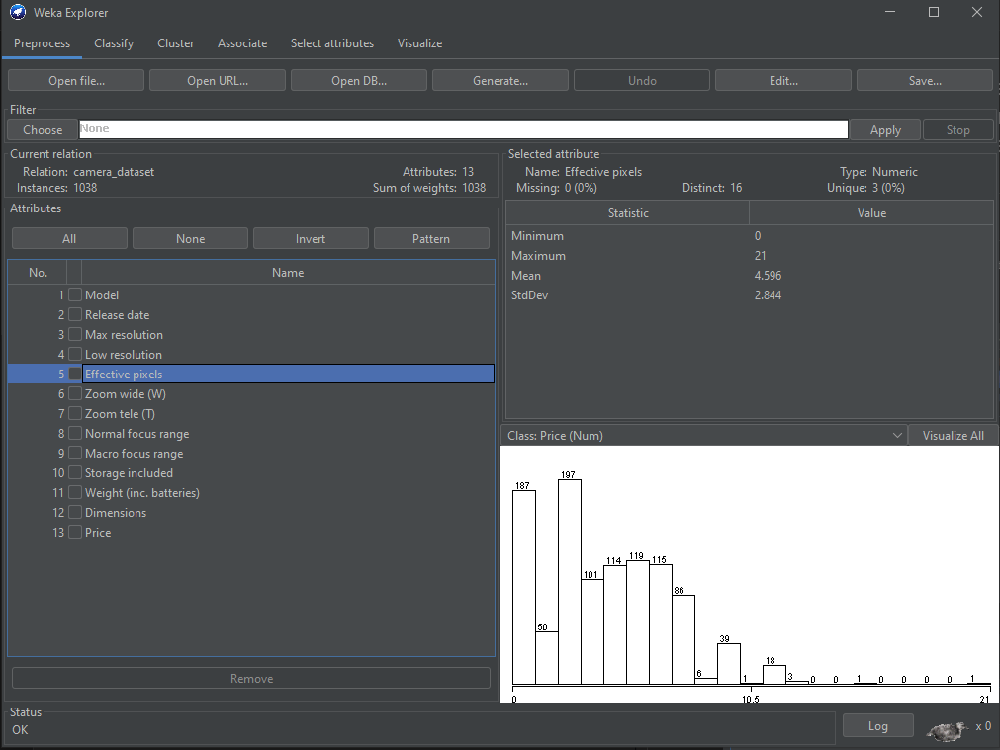 Weka Explorer
Preprocess Classify Cluster Associate Select attributes Visualize
Open file... Open URL... Open DB... Generate... Undo Edit... Save...
Filter
Choose None Apply Stop
Current relation
Relation: camera_dataset Attributes: 13
Instances: 1038 Sum of weights: 1038
Attributes
All None Invert Pattern
No. Name
1 Model
2 Release date
3 Max resolution
4 Low resolution
5 Effective pixels
6 Zoom wide (W)
7 Zoom tele (T)
8 Normal focus range
9 Macro focus range
10 Storage included
11 Weight (inc. batteries)
12 Dimensions
13 Price
Remove
Selected attribute
Name: Effective pixels Type: Numeric
Missing: 0 (0%) Distinct: 16 Unique: 3 (0%)
Statistic Value
Minimum 0
Maximum 21
Mean 4.596
StdDev 2.844
Class: Price (Num) Visualize All
187 50 197 101 114 119 115 86 6 39 1 18 3 0 0 1 0 0 0 0 1
0 10.5 21
Status
OK
Log x 0